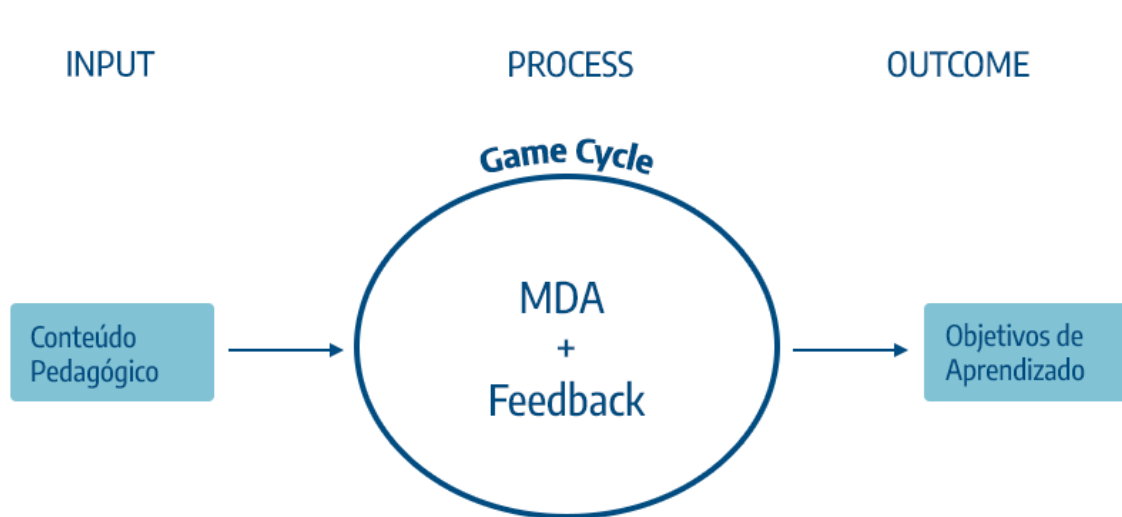 INPUT
PROCESS
OUTCOME
Game Cycle
MDA
+
Feedback
Conteúdo
Pedagógico
Objetivos de
Aprendizado